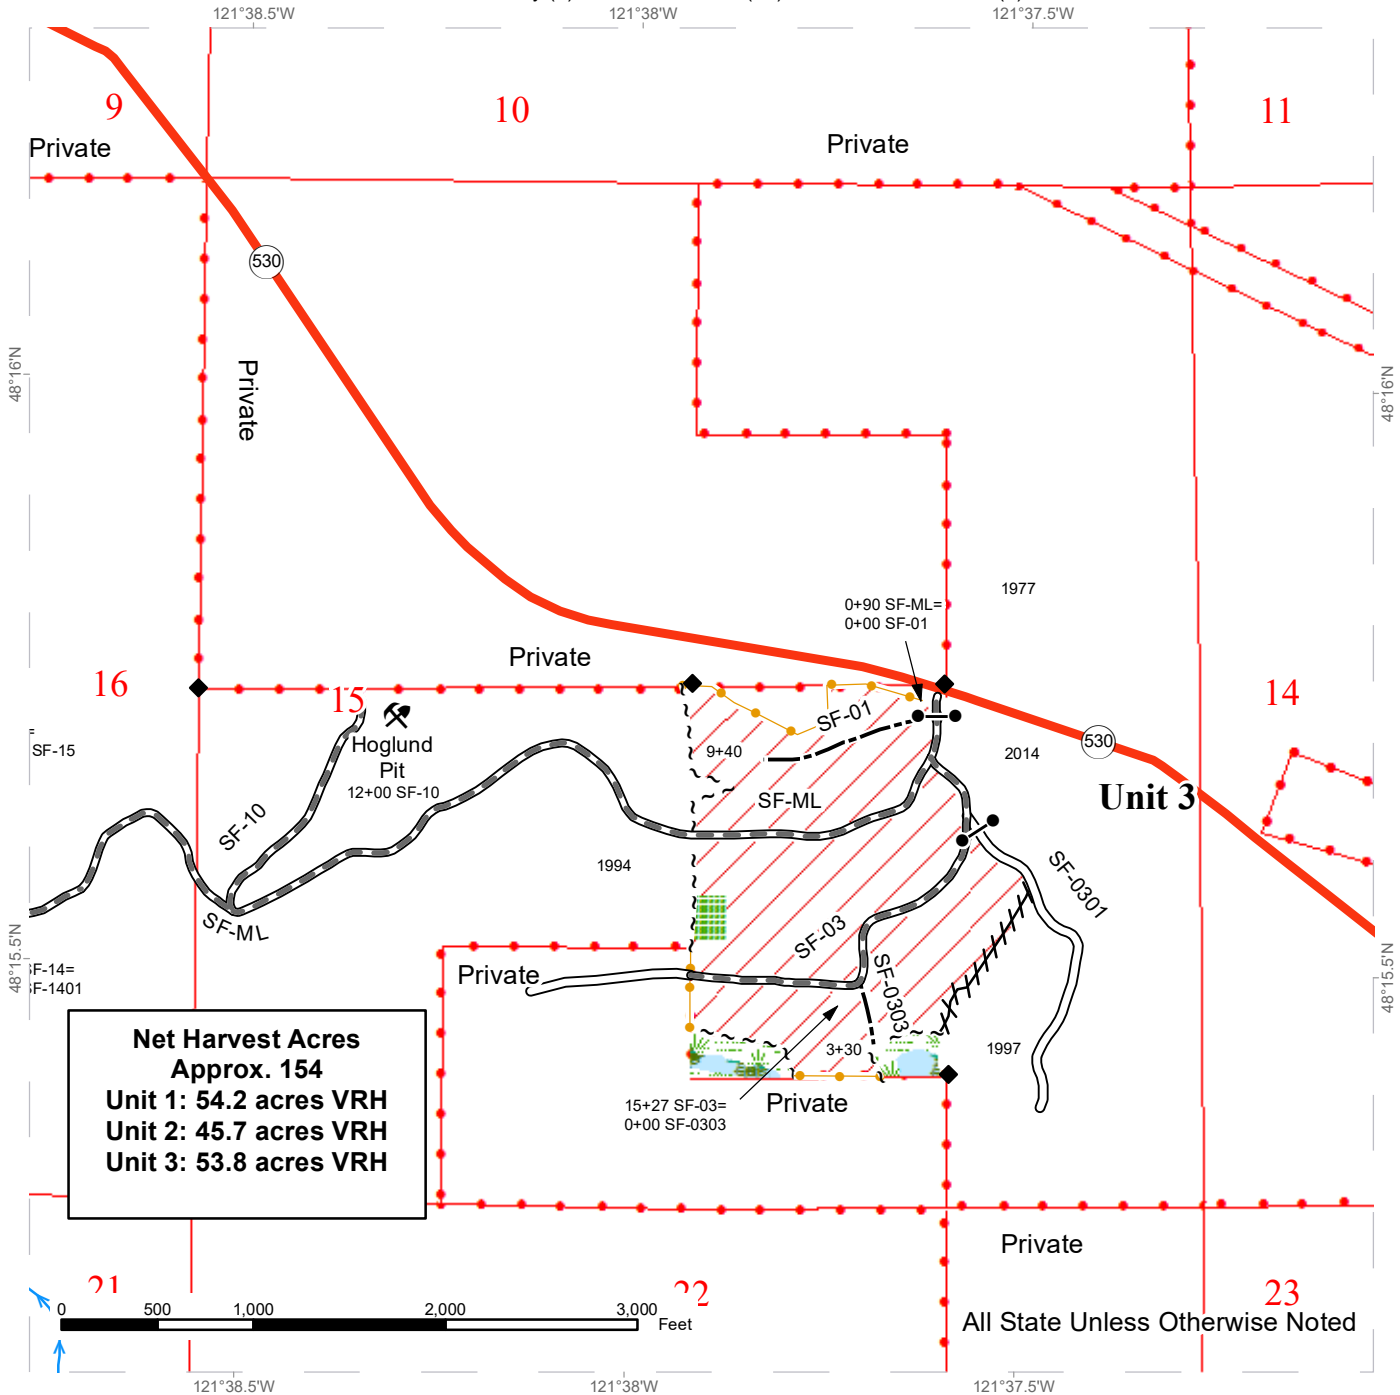 121°38.5'W
121°38'W
121°37.5'W
9
10
11
Private
Private
530
48°16'N
Private
48°16'N
1977
0+90 SF-ML=
0+00 SF-01
Private
16
15
14
SF-01
SF-15
Hoglund
Pit
12+00 SF-10
9+40
2014
530
Unit 3
SF-ML
SF-10
1994
SF-0301
SF-ML
SF-03
48°15.5'N
48°15.5'N
SF-14=
SF-1401
Private
SF-0303
Net Harvest Acres
Approx. 154
Unit 1: 54.2 acres VRH
Unit 2: 45.7 acres VRH
Unit 3: 53.8 acres VRH
3+30
1997
15+27 SF-03=
0+00 SF-0303
Private
Private
21
22
23
0 500 1,000 2,000 3,000
Feet
All State Unless Otherwise Noted
121°38.5'W
121°38'W
121°37.5'W